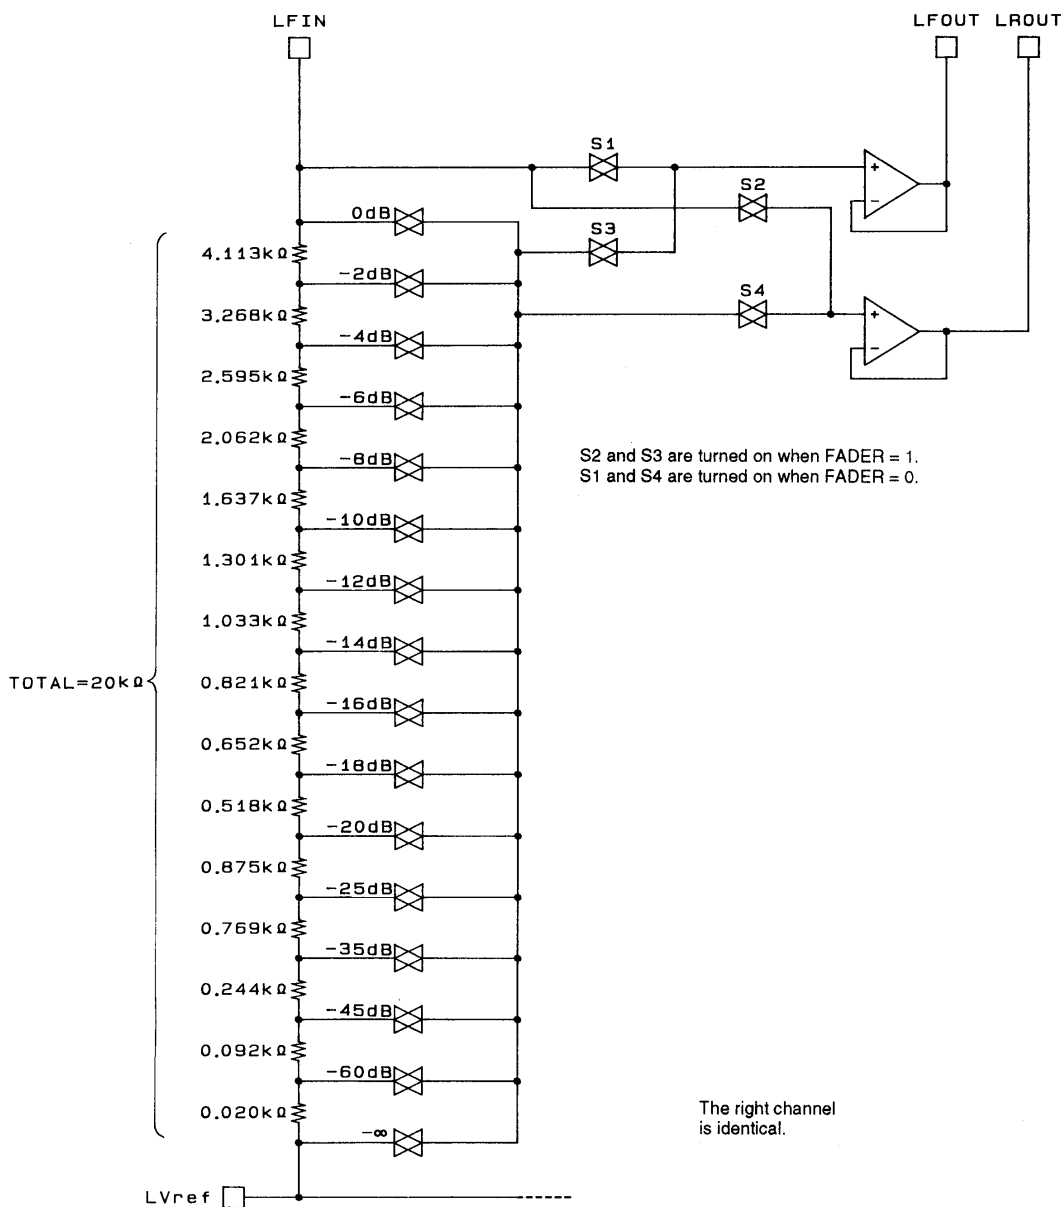 LFIN
LFOUT LROUT
S1
S2
0dB
S3
4.113kΩ
-2dB
S4
3.268kΩ
-4dB
2.595kΩ
-6dB
2.062kΩ
S2 and S3 are turned on when FADER = 1.
S1 and S4 are turned on when FADER = 0.
-8dB
1.637kΩ
-10dB
1.301kΩ
-12dB
1.033kΩ
-14dB
TOTAL=20kΩ
0.821kΩ
-16dB
0.652kΩ
-18dB
0.518kΩ
-20dB
0.875kΩ
-25dB
0.769kΩ
-35dB
0.244kΩ
-45dB
0.092kΩ
-60dB
0.020kΩ
The right channel
is identical.
-∞
LVref